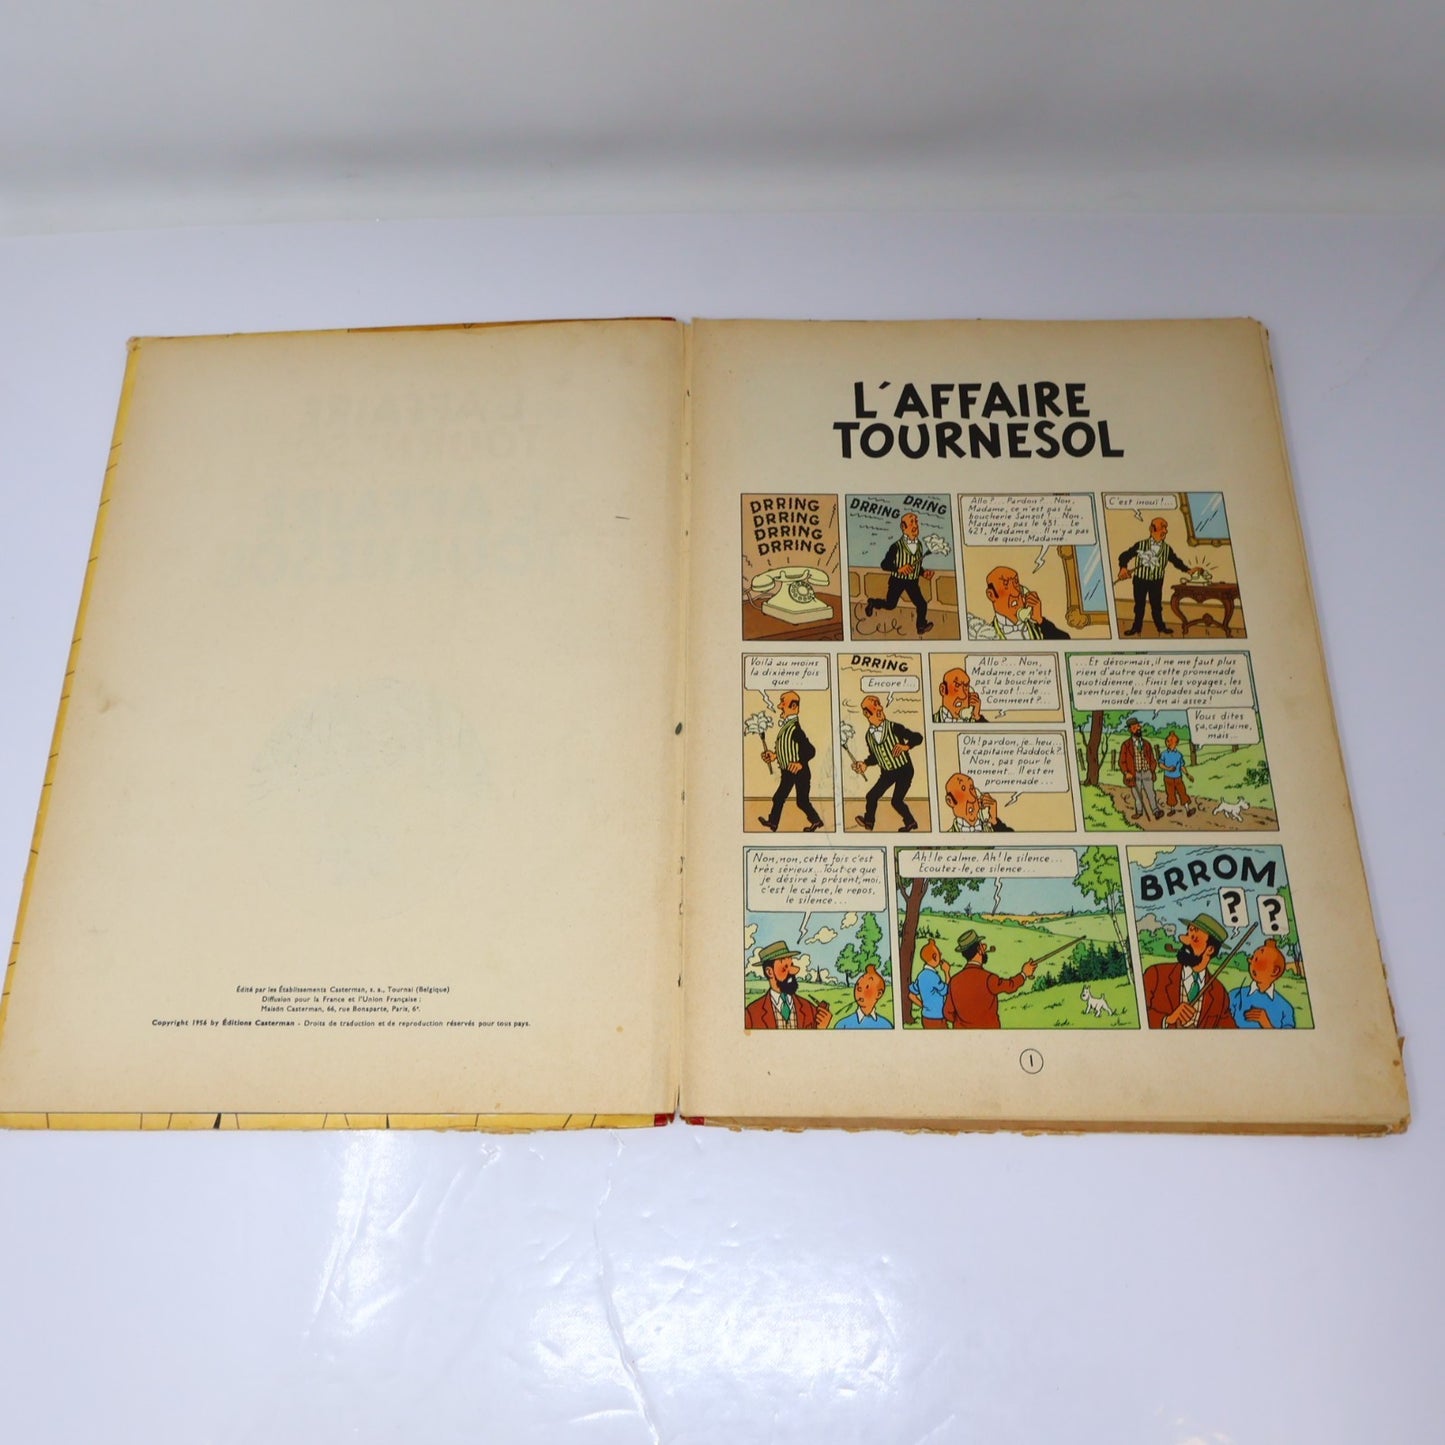 Édité par les Établissements Casterman, s. a., Tournai (Belgique)
Diffusion pour la France et l'Union Française :
Maison Casterman, 66, rue Bonaparte, Paris, 6e.
Copyright 1956 by Éditions Casterman - Droits de traduction et de reproduction réservés pour tous pays.
L'AFFAIRE
TOURNESOL
DRRING
DRRING
DRRING
DRRING
DRRING
DRING
Allo ?... Pardon ?.. Non,
Madame, ce n'est pas la
boucherie Sanzot !... Non,
Madame, pas le 431... Le
421, Madame... Il n'y a pas
de quoi, Madame.
C'est inouï !...
Voilà au moins
la dixième fois
que...
DRRING
Encore !...
Allo ?... Non,
Madame, ce n'est
pas la boucherie
Sanzot !... Je...
Comment ?...
Oh ! pardon, je.. heu...
Le capitaine Haddock ?..
Non, pas pour le
moment... Il est en
promenade...
...Et désormais, il ne me faut plus
rien d'autre que cette promenade
quotidienne... Finis les voyages, les
aventures, les galopades autour du
monde... J'en ai assez !
Vous dites
ça, capitaine,
mais...
Non, non, cette fois c'est
très sérieux... Tout ce que
je désire à présent, moi,
c'est le calme, le repos,
le silence...
Ah ! le calme. Ah ! le silence...
Ecoutez-le, ce silence...
BRROM
?
?
1